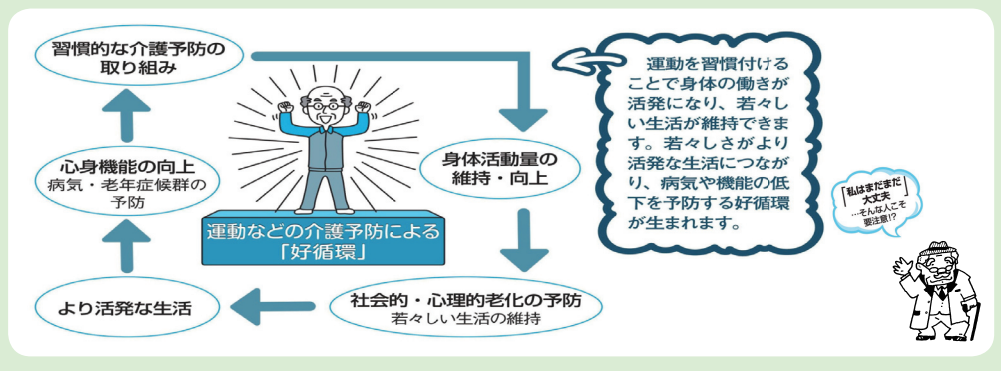 習慣的な介護予防の
取り組み
身体活動量の
維持・向上
社会的・心理的老化の予防
若々しい生活の維持
より活発な生活
心身機能の向上
病気・老年症候群の
予防
運動などの介護予防による
「好循環」
運動を習慣付ける
ことで身体の働きが
活発になり、若々し
い生活が維持できま
す。若々しさがより
活発な生活につなが
り、病気や機能の低
下を予防する好循環
が生まれます。
「私はまだまだ
大丈夫」
…そんな人こそ
要注意!?